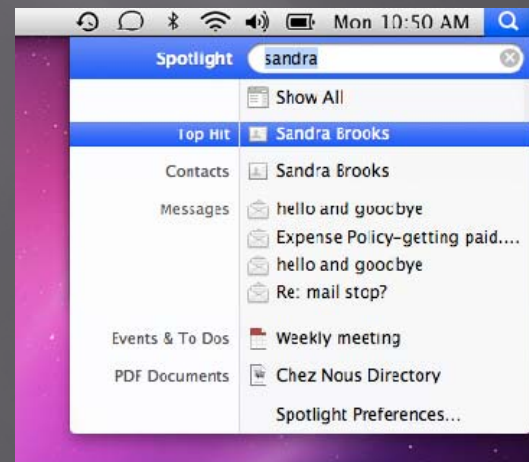 Mon 10:50 AM
Spotlight sandra
Show All
Top Hit Sandra Brooks
Contacts Sandra Brooks
Messages hello and goodbye
Expense Policy-getting paid....
hello and goodbye
Re: mail stop?
Events & To Dos Weekly meeting
PDF Documents Chez Nous Directory
Spotlight Preferences...